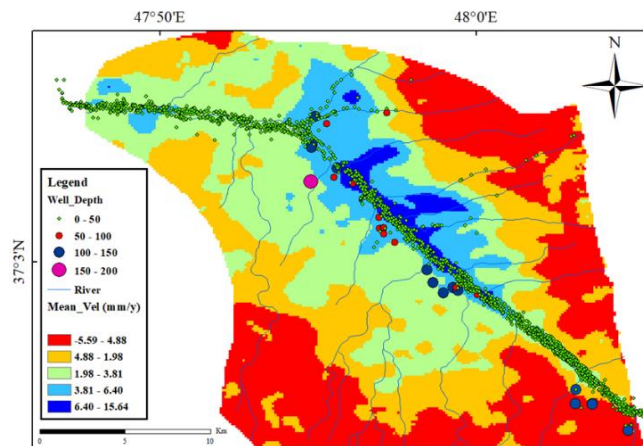 47°50'E
48°0'E
N
37°3'N
Legend
Well_Depth
0 - 50
50 - 100
100 - 150
150 - 200
River
Mean_Vel (mm/y)
-5.59 - 4.88
4.88 - 1.98
1.98 - 3.81
3.81 - 6.40
6.40 - 15.64
0 5 10
Km